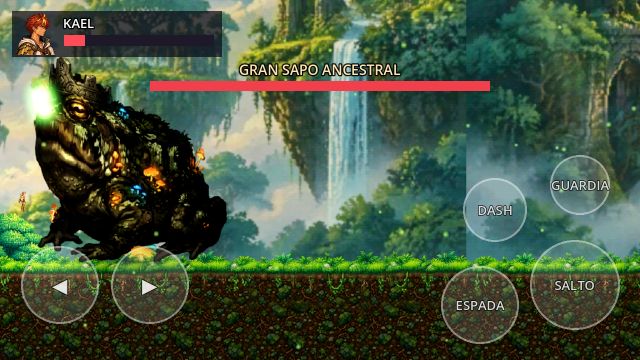 KAEL
GRAN SAPO ANCESTRAL
GUARDIA
DASH
SALTO
ESPADA